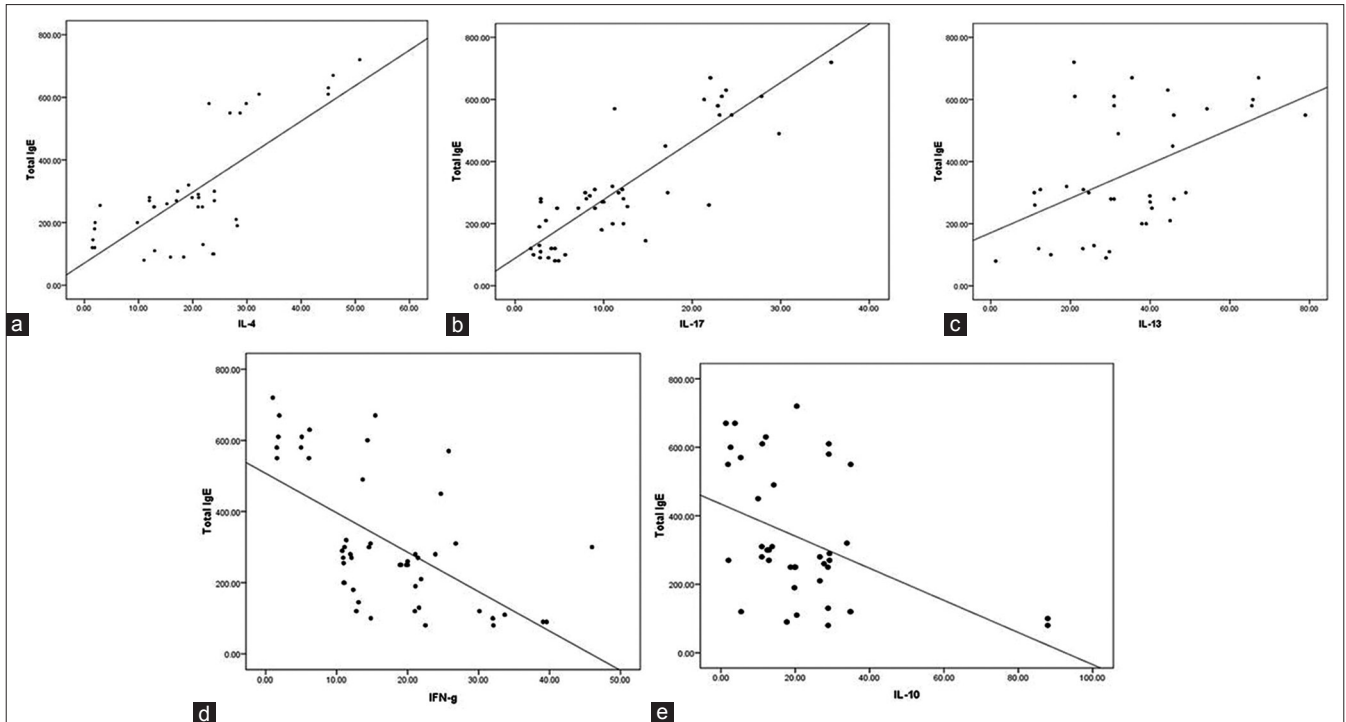 800.00
600.00
400.00
200.00
0.00
Total IgE
0.00 10.00 20.00 30.00 40.00 50.00 60.00
IL-4
a
800.00
600.00
400.00
200.00
0.00
Total IgE
0.00 10.00 20.00 30.00 40.00
IL-17
b
800.00
600.00
400.00
200.00
0.00
Total IgE
0.00 20.00 40.00 60.00 80.00
IL-13
c
800.00
600.00
400.00
200.00
0.00
Total IgE
0.00 10.00 20.00 30.00 40.00 50.00
IFN-g
d
800.00
600.00
400.00
200.00
0.00
Total IgE
0.00 20.00 40.00 60.00 80.00 100.00
IL-10
e